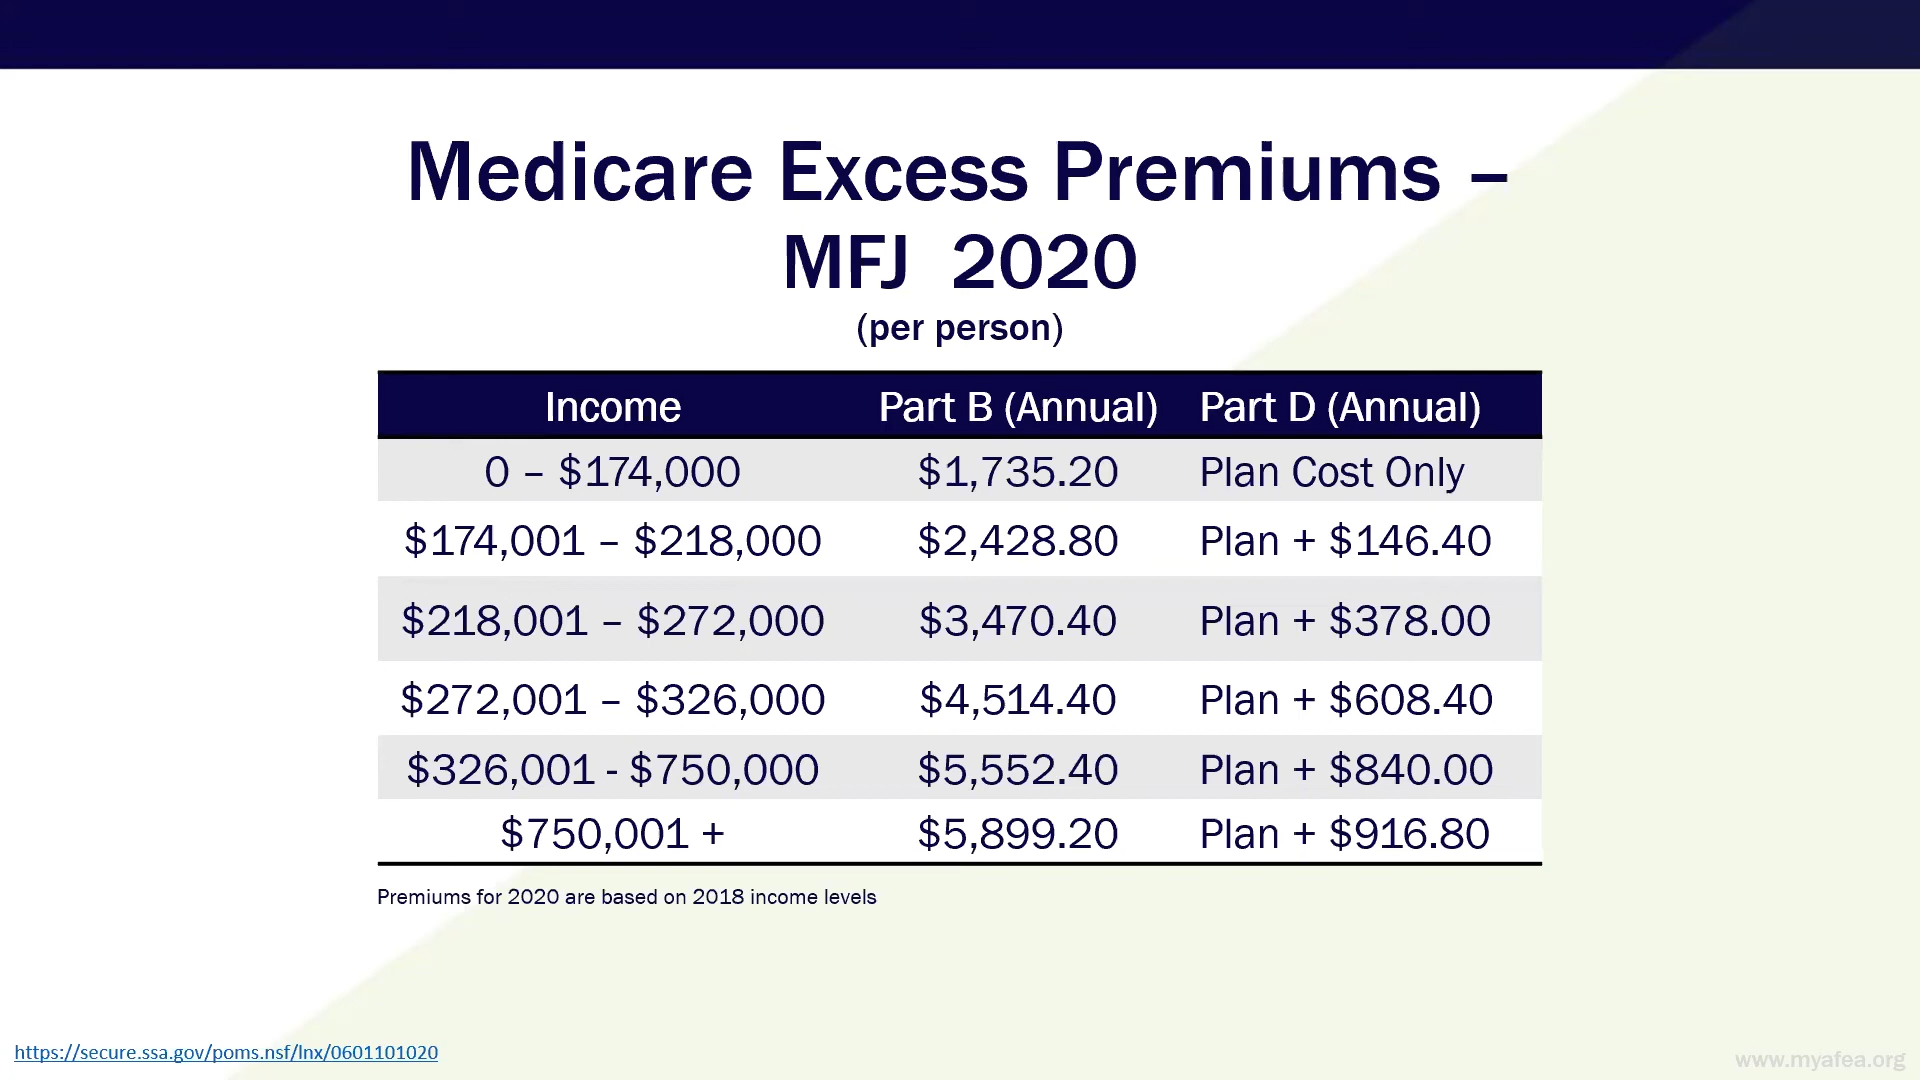 Medicare Excess Premiums –
MFJ 2020
(per person)
Income Part B (Annual) Part D (Annual)
0 – $174,000 $1,735.20 Plan Cost Only
$174,001 – $218,000 $2,428.80 Plan + $146.40
$218,001 – $272,000 $3,470.40 Plan + $378.00
$272,001 – $326,000 $4,514.40 Plan + $608.40
$326,001 - $750,000 $5,552.40 Plan + $840.00
$750,001 + $5,899.20 Plan + $916.80
Premiums for 2020 are based on 2018 income levels
https://secure.ssa.gov/poms.nsf/lnx/0601101020
www.myafea.org